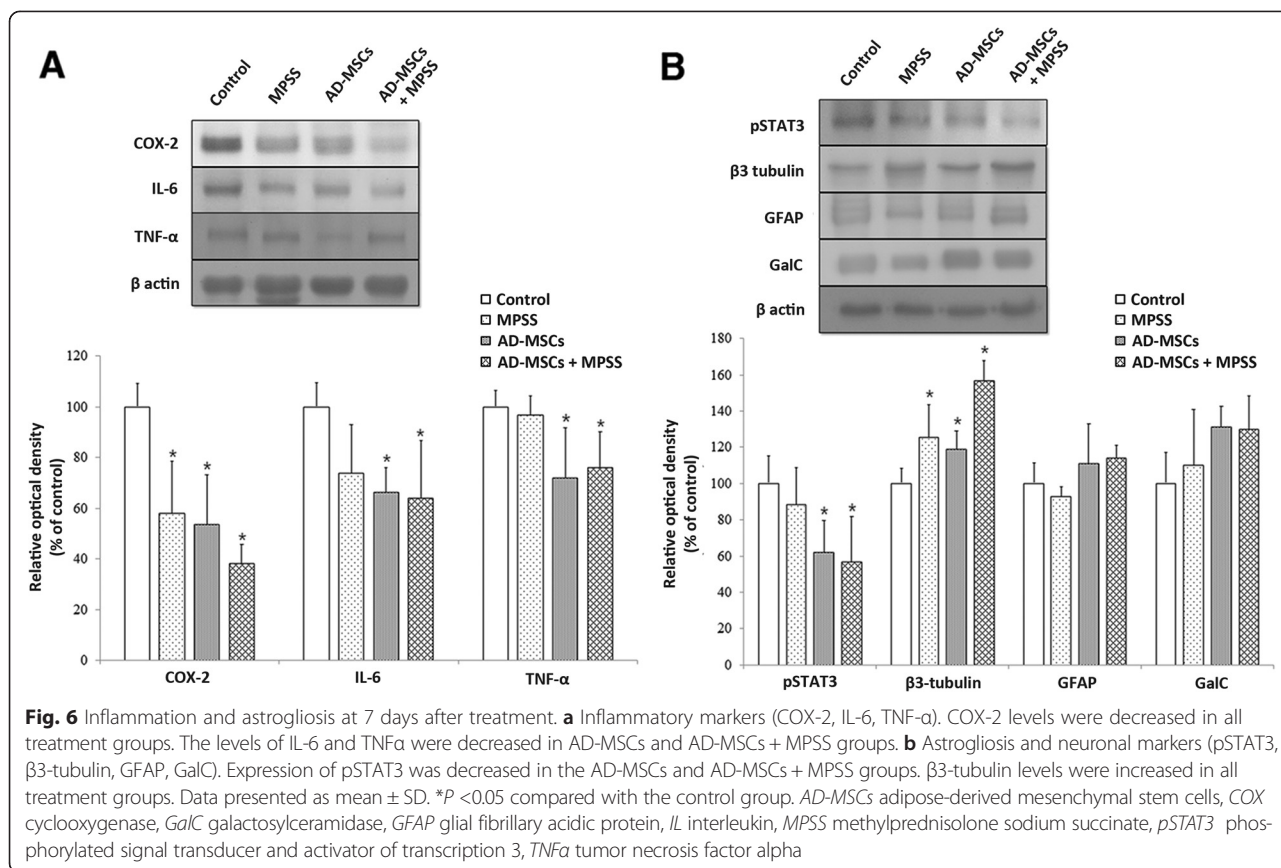 A
Control
MPSS
AD-MSCs
AD-MSCs
+ MPSS
COX-2
IL-6
TNF-α
β actin
Control
MPSS
AD-MSCs
AD-MSCs + MPSS
Relative optical density
(% of control)
120
100
80
60
40
20
0
* * *
* *
* *
COX-2 IL-6 TNF-α
B
Control
MPSS
AD-MSCs
AD-MSCs
+ MPSS
pSTAT3
β3 tubulin
GFAP
GalC
β actin
Control
MPSS
AD-MSCs
AD-MSCs + MPSS
Relative optical density
(% of control)
180
160
140
120
100
80
60
40
20
0
* *
* * *
pSTAT3 β3-tubulin GFAP GalC
Fig. 6 Inflammation and astrogliosis at 7 days after treatment. a Inflammatory markers (COX-2, IL-6, TNF-α). COX-2 levels were decreased in all
treatment groups. The levels of IL-6 and TNFα were decreased in AD-MSCs and AD-MSCs + MPSS groups. b Astrogliosis and neuronal markers (pSTAT3,
β3-tubulin, GFAP, GalC). Expression of pSTAT3 was decreased in the AD-MSCs and AD-MSCs + MPSS groups. β3-tubulin levels were increased in all
treatment groups. Data presented as mean ± SD. *P <0.05 compared with the control group. AD-MSCs adipose-derived mesenchymal stem cells, COX
cyclooxygenase, GalC galactosylceramidase, GFAP glial fibrillary acidic protein, IL interleukin, MPSS methylprednisolone sodium succinate, pSTAT3 phos-
phorylated signal transducer and activator of transcription 3, TNFα tumor necrosis factor alpha